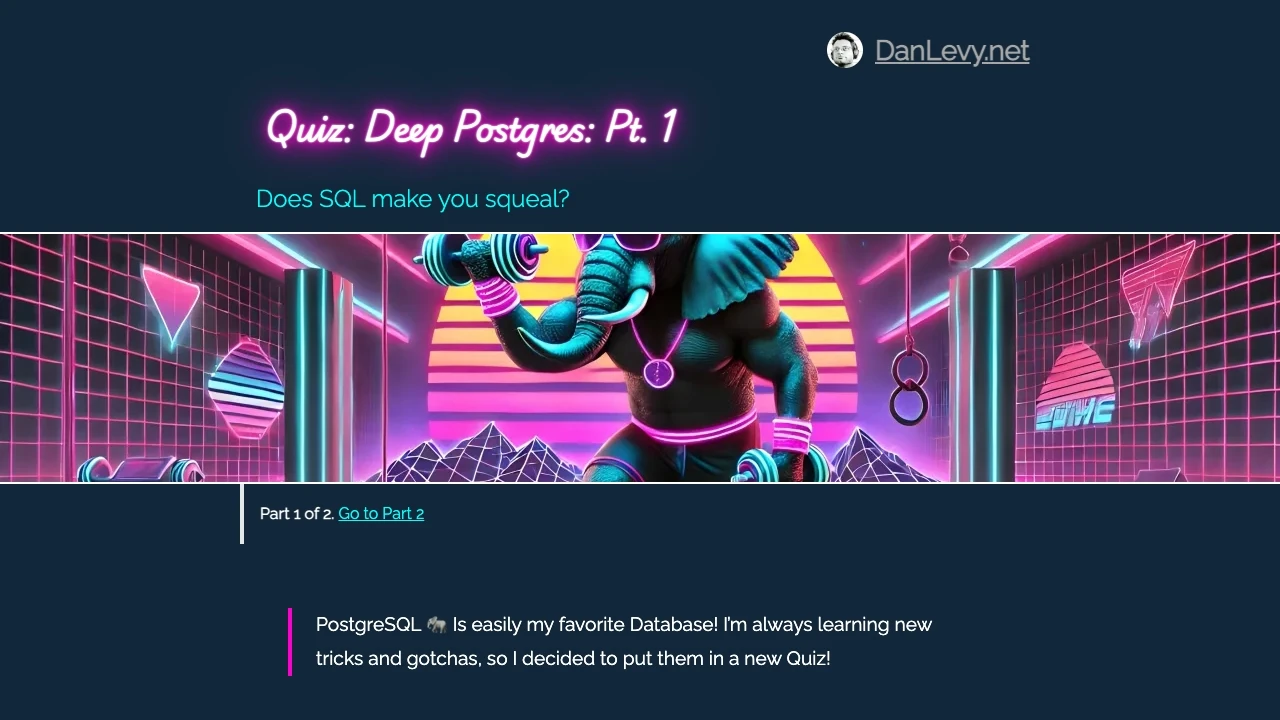 DanLevy.net
Quiz: Deep Postgres: Pt. 1
Does SQL make you squeal?
Part 1 of 2. Go to Part 2
PostgreSQL 🐘 Is easily my favorite Database! I'm always learning new
tricks and gotchas, so I decided to put them in a new Quiz!